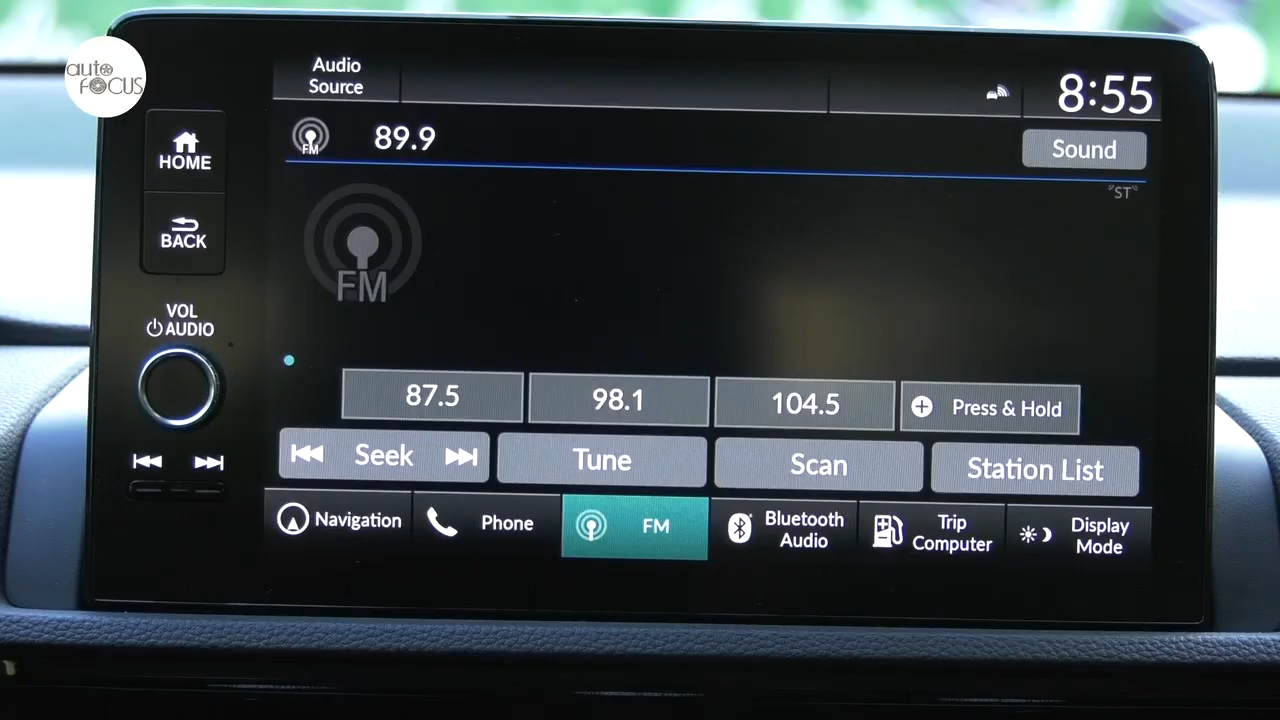 auto
FOCUS
Audio
Source
8:55
HOME
FM
89.9
Sound
"ST"
BACK
FM
VOL
AUDIO
87.5
98.1
104.5
Press & Hold
Seek
Tune
Scan
Station List
Navigation
Phone
FM
Bluetooth
Audio
Trip
Computer
Display
Mode